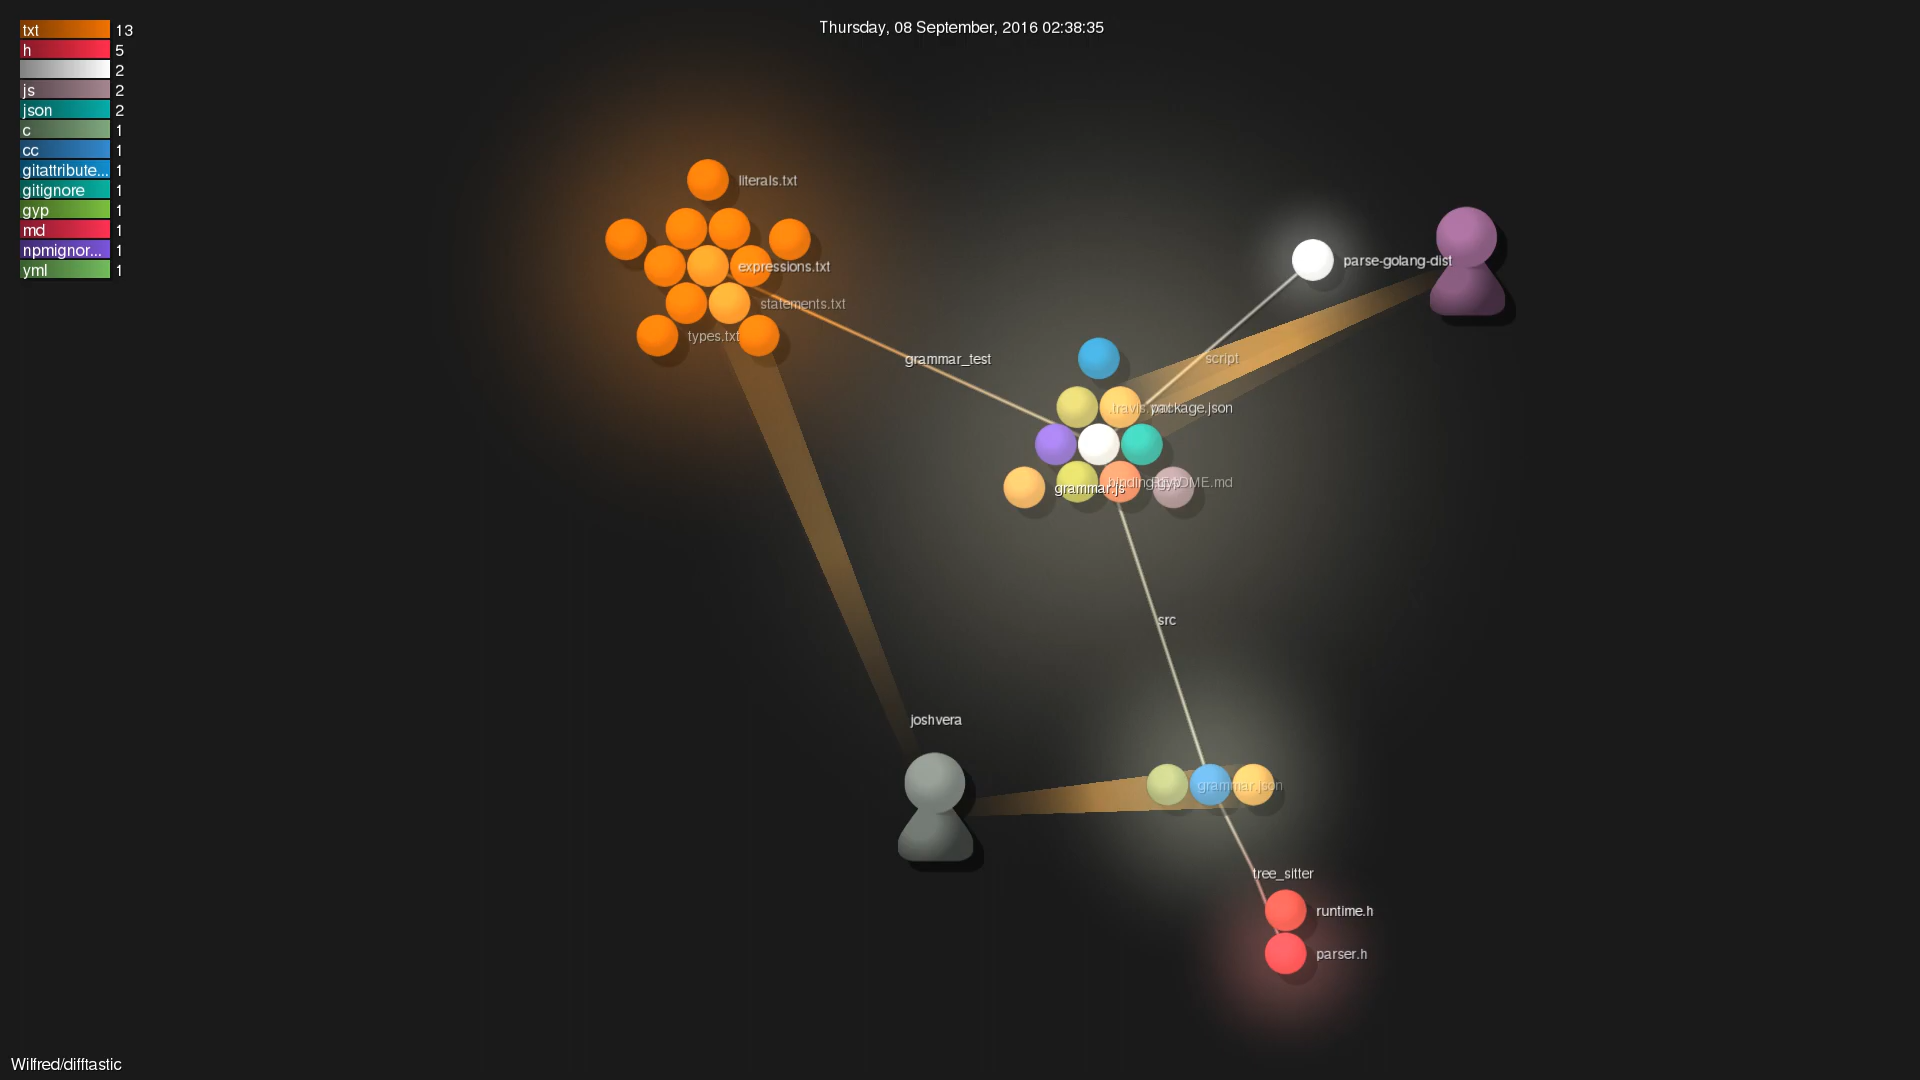 Thursday, 08 September, 2016 02:38:35
txt 13
h 5
2
js 2
json 2
c 1
cc 1
gitattribute... 1
gitignore 1
gyp 1
md 1
npmignor... 1
yml 1
literals.txt
expressions.txt
statements.txt
types.txt
parse-golang-dist
grammar_test
script
package.json
grammar.js
src
joshvera
grammar.json
tree_sitter
runtime.h
parser.h
Wilfred/difftastic